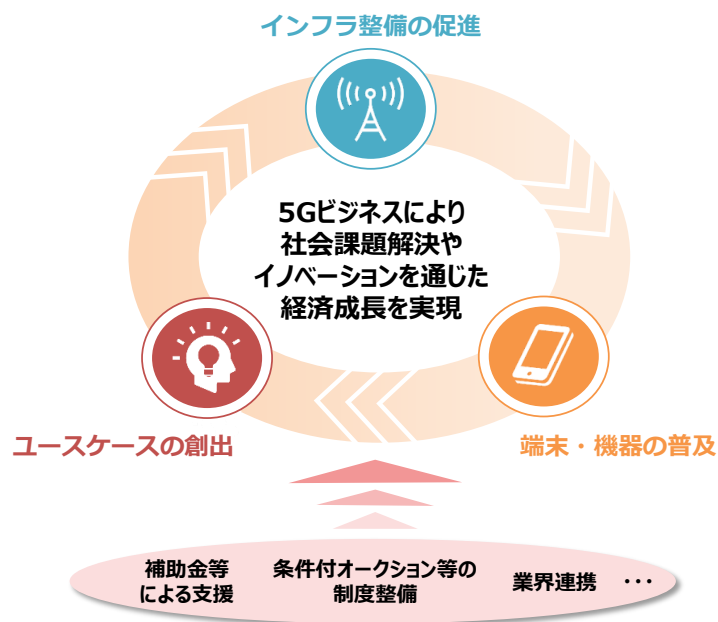 インフラ整備の促進
5Gビジネスにより
社会課題解決や
イノベーションを通じた
経済成長を実現
ユースケースの創出
端末・機器の普及
補助金等
による支援
条件付オークション等の
制度整備
業界連携
・・・